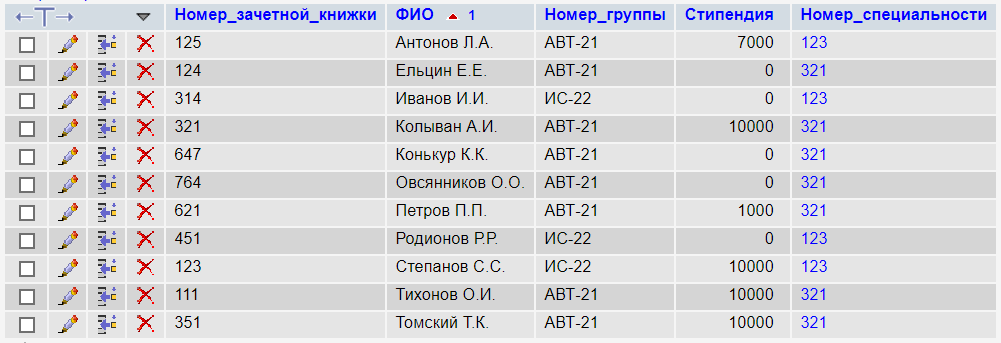 Номер_зачетной_книжки ФИО 1 Номер_группы Стипендия Номер_специальности
125 Антонов Л.А. АВТ-21 7000 123
124 Ельцин Е.Е. АВТ-21 0 321
314 Иванов И.И. ИС-22 0 123
321 Колыван А.И. АВТ-21 10000 321
647 Конькур К.К. АВТ-21 0 321
764 Овсянников О.О. АВТ-21 0 321
621 Петров П.П. АВТ-21 1000 321
451 Родионов Р.Р. ИС-22 0 123
123 Степанов С.С. ИС-22 10000 123
111 Тихонов О.И. АВТ-21 10000 321
351 Томский Т.К. АВТ-21 10000 321